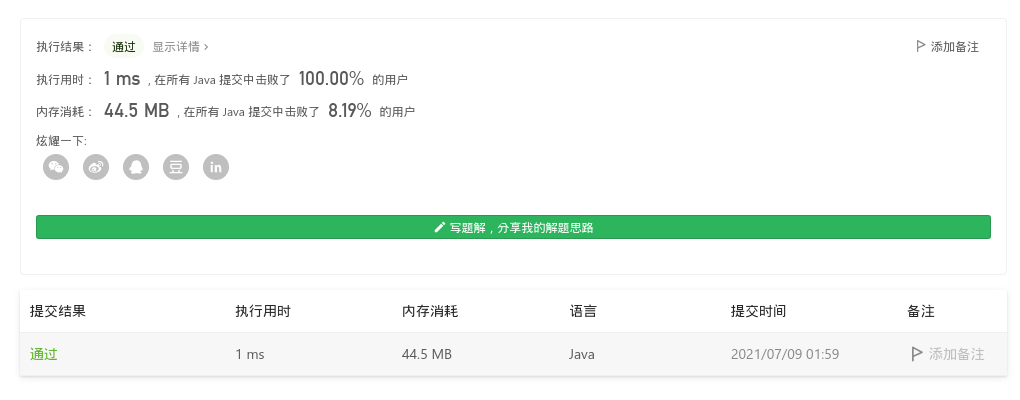 执行结果： 通过 显示详情 › 添加备注
执行用时： 1 ms , 在所有 Java 提交中击败了 100.00% 的用户
内存消耗： 44.5 MB , 在所有 Java 提交中击败了 8.19% 的用户
炫耀一下:
写题解，分享我的解题思路
提交结果 执行用时 内存消耗 语言 提交时间 备注
通过 1 ms 44.5 MB Java 2021/07/09 01:59 添加备注